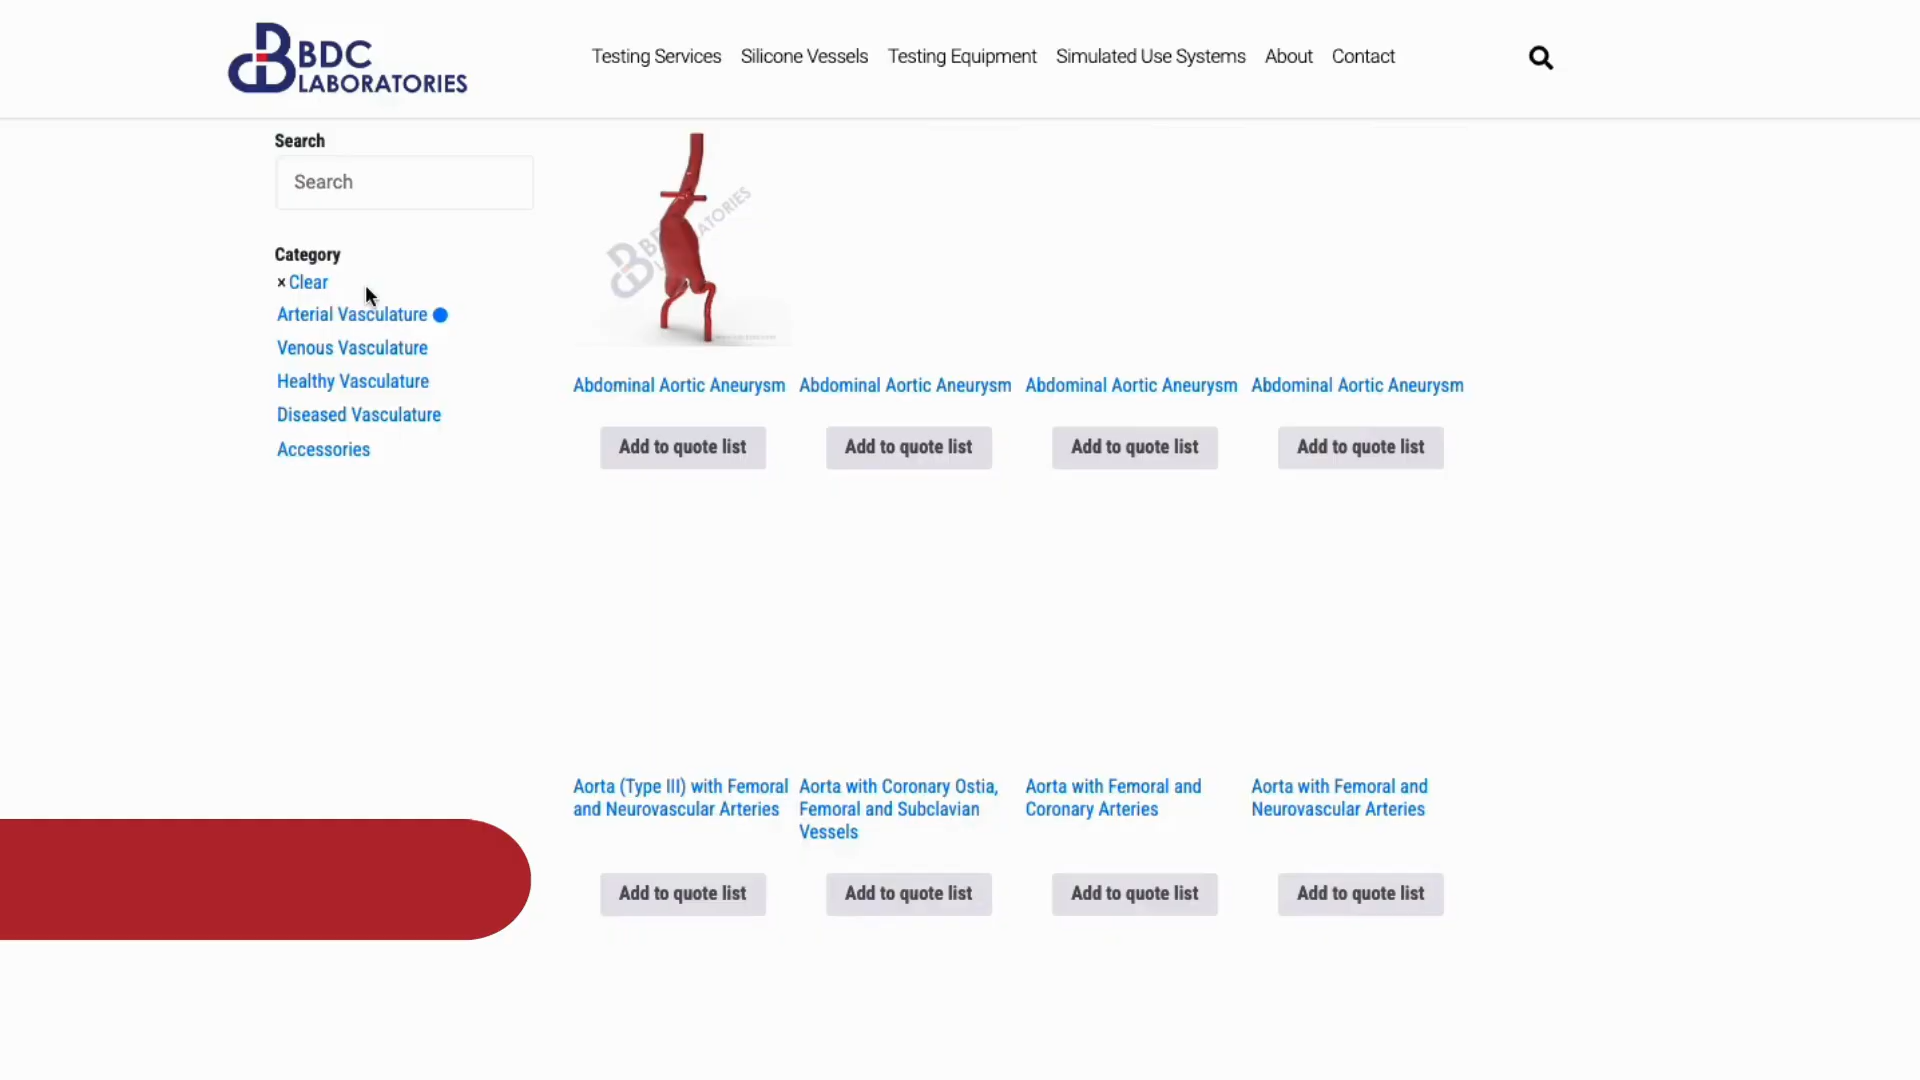 BDC
LABORATORIES
Testing Services
Silicone Vessels
Testing Equipment
Simulated Use Systems
About
Contact
Search
Search
Category
× Clear
Arterial Vasculature
Venous Vasculature
Healthy Vasculature
Diseased Vasculature
Accessories
Abdominal Aortic Aneurysm
Abdominal Aortic Aneurysm
Abdominal Aortic Aneurysm
Abdominal Aortic Aneurysm
Add to quote list
Add to quote list
Add to quote list
Add to quote list
Aorta (Type III) with Femoral
and Neurovascular Arteries
Aorta with Coronary Ostia,
Femoral and Subclavian
Vessels
Aorta with Femoral and
Coronary Arteries
Aorta with Femoral and
Neurovascular Arteries
Add to quote list
Add to quote list
Add to quote list
Add to quote list